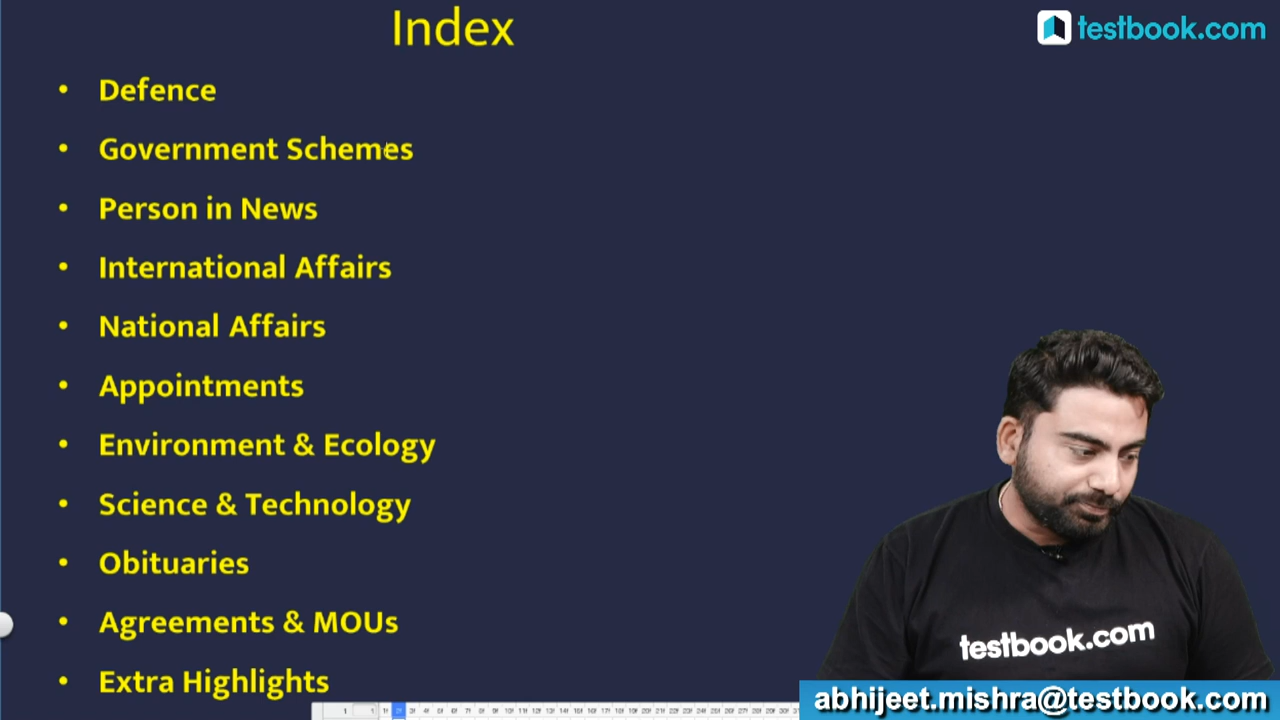 Index
testbook.com
• Defence
• Government Schemes
• Person in News
• International Affairs
• National Affairs
• Appointments
• Environment & Ecology
• Science & Technology
• Obituaries
• Agreements & MOUs
• Extra Highlights
testbook.com
abhijeet.mishra@testbook.com